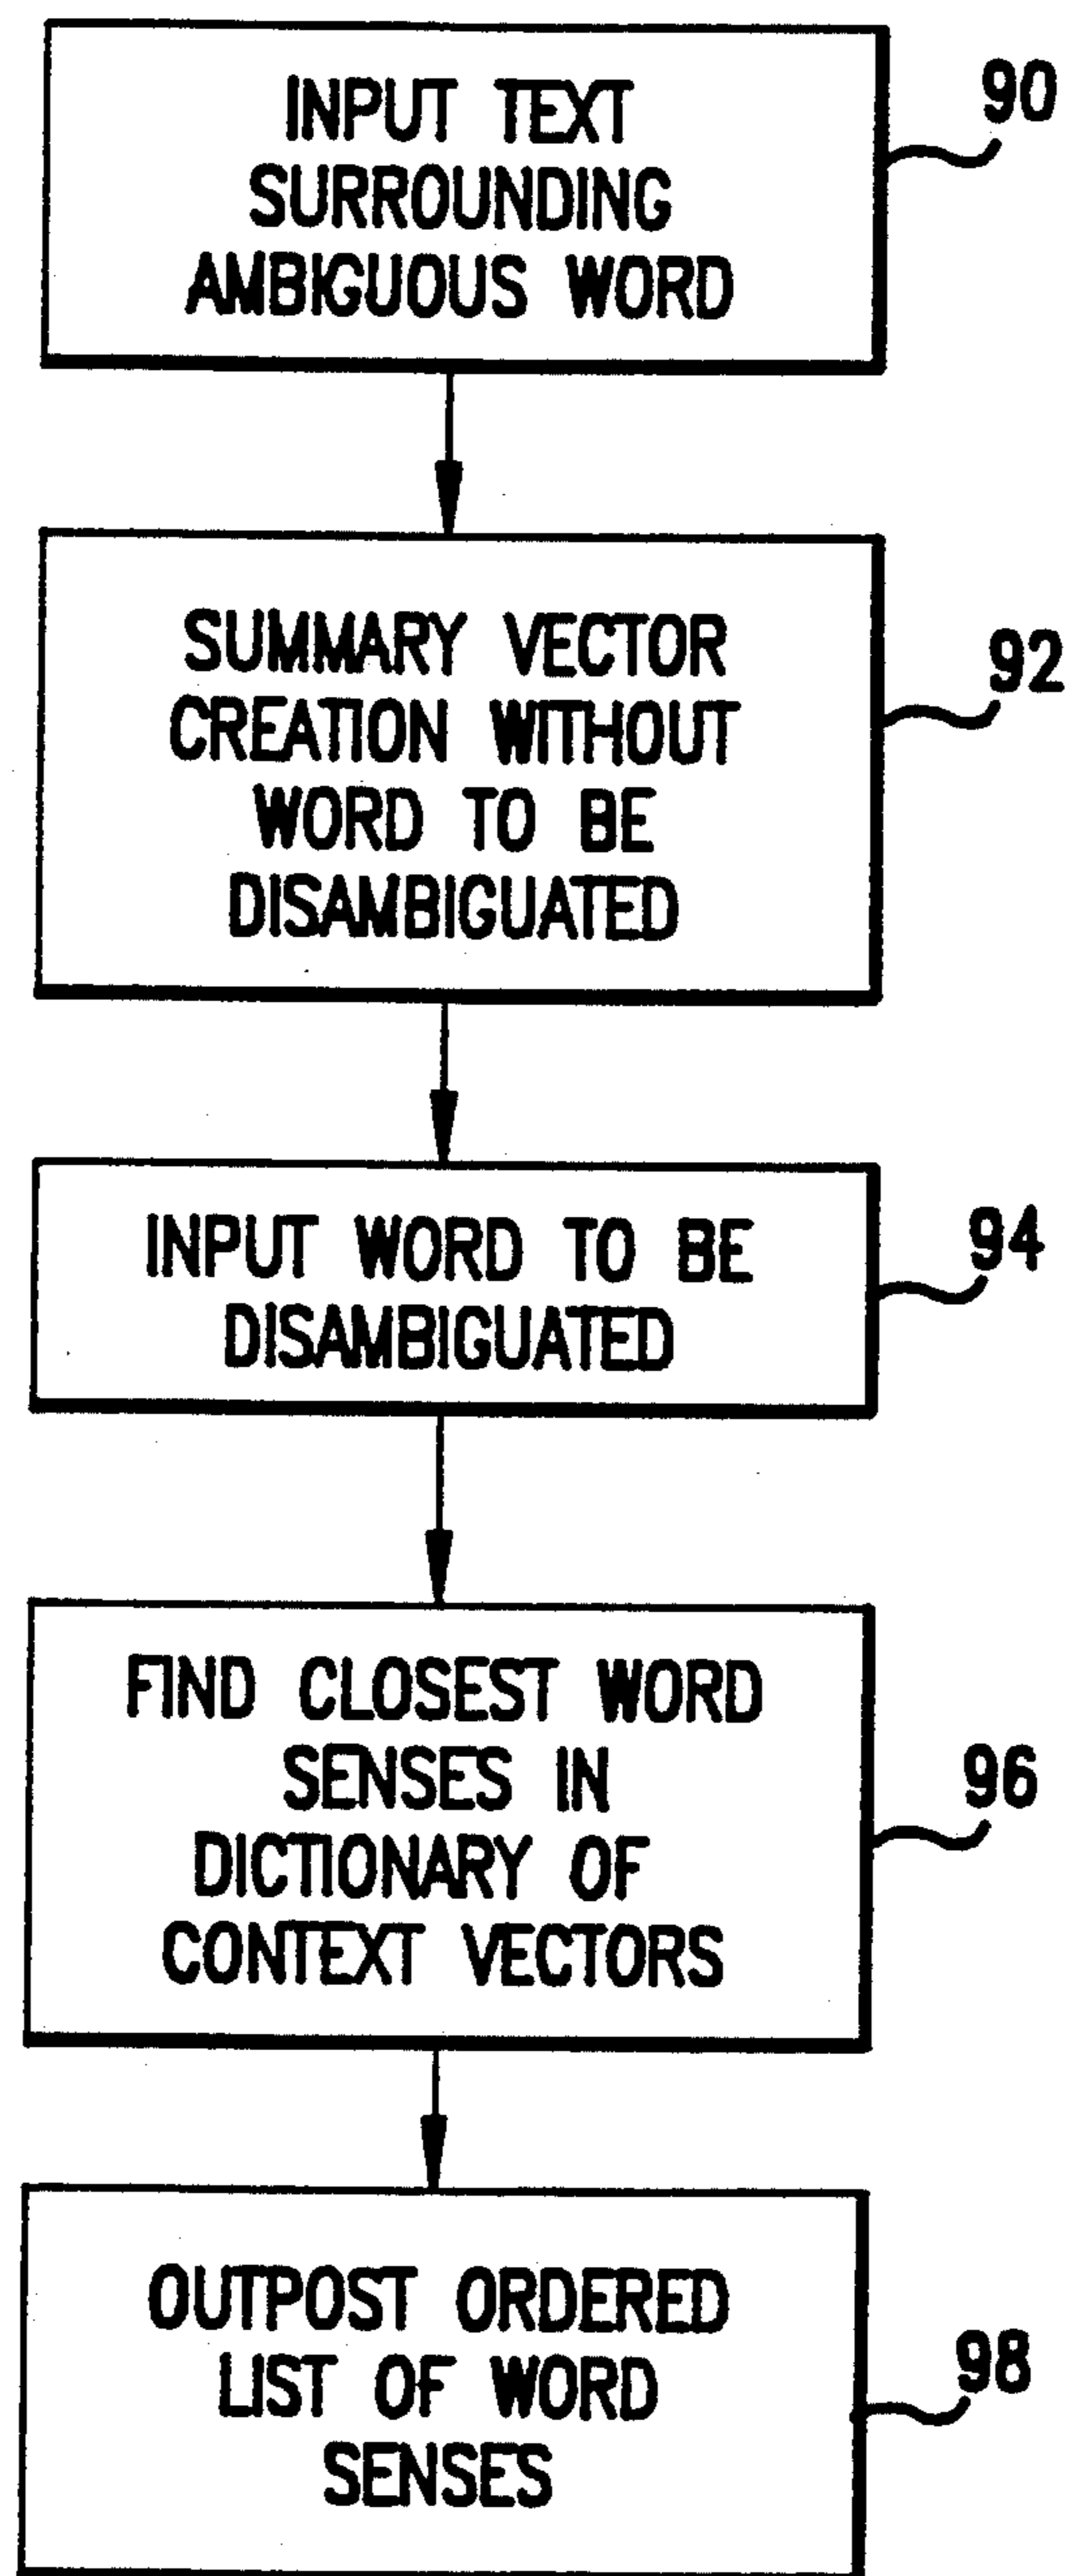 INPUT TEXT
SURROUNDING
AMBIGUOUS WORD
90
SUMMARY VECTOR
CREATION WITHOUT
WORD TO BE
DISAMBIGUATED
92
INPUT WORD TO BE
DISAMBIGUATED
94
FIND CLOSEST WORD
SENSES IN
DICTIONARY OF
CONTEXT VECTORS
96
OUTPOST ORDERED
LIST OF WORD
SENSES
98